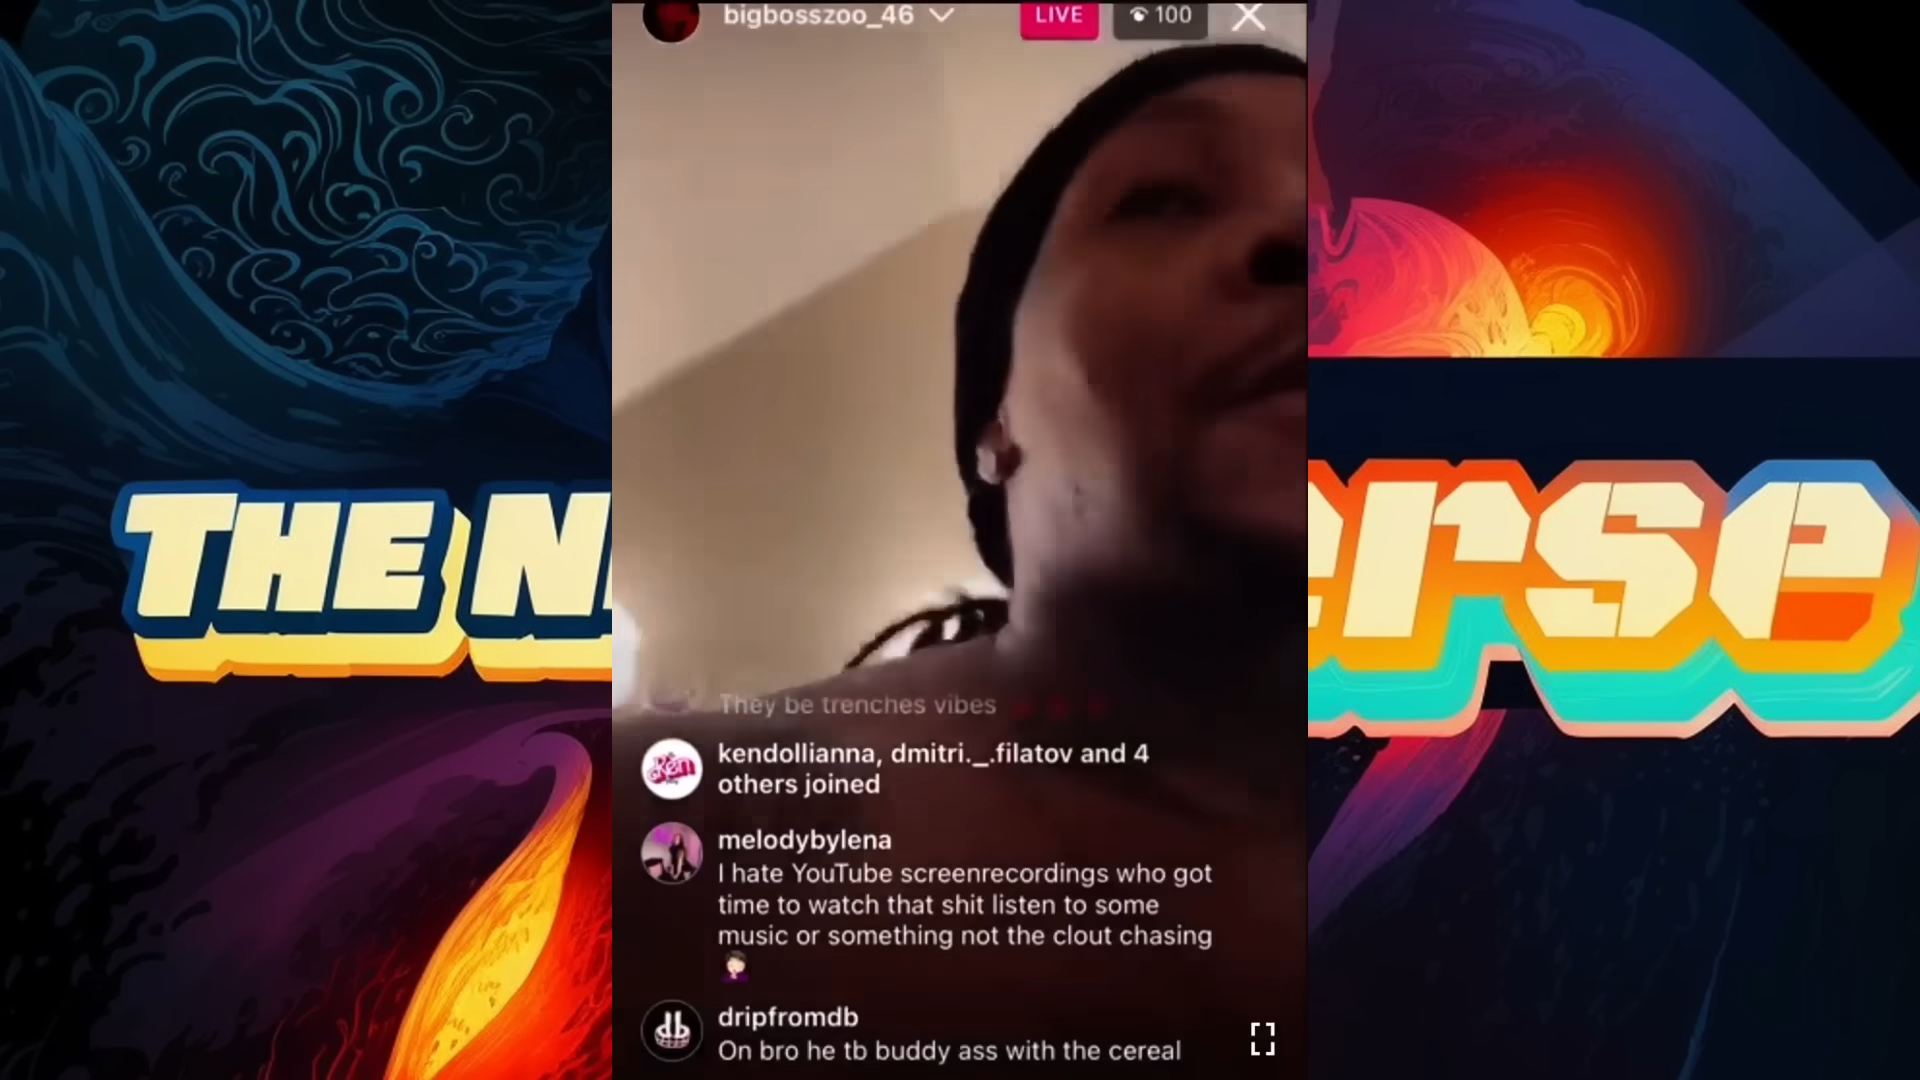 bigbosszoo_46
LIVE
100
THE N
erse
They be trenches vibes
kendollianna, dmitri._.filatov and 4
others joined
melodybylena
I hate YouTube screenrecordings who got
time to watch that shit listen to some
music or something not the clout chasing
dripfromdb
On bro he tb buddy ass with the cereal